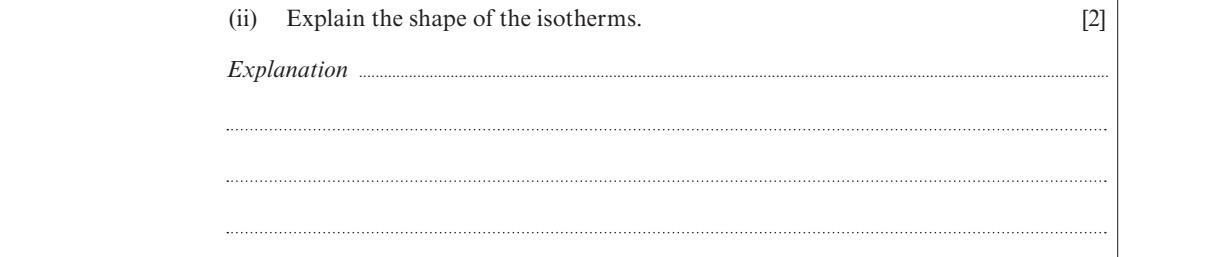 (ii) Explain the shape of the isotherms. [2]
Explanation